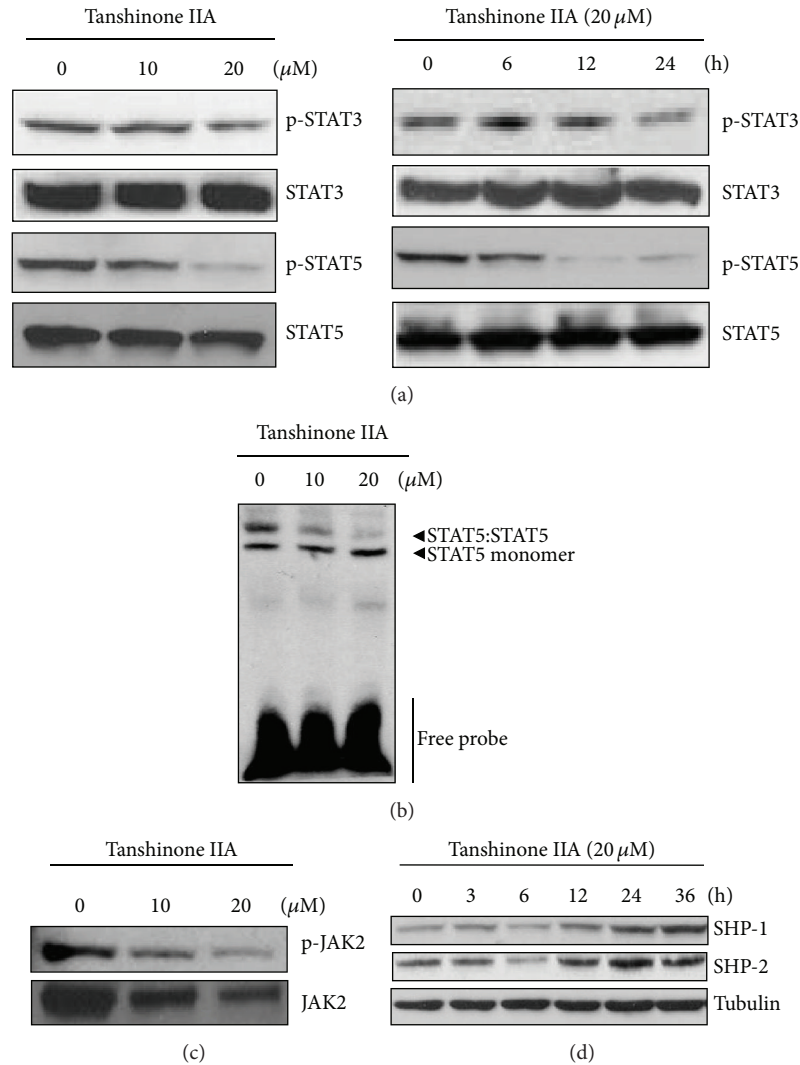 Tanshinone IIA
0 10 20 (μM)
p-STAT3
STAT3
p-STAT5
STAT5
Tanshinone IIA (20 μM)
0 6 12 24 (h)
p-STAT3
STAT3
p-STAT5
STAT5
(a)
Tanshinone IIA
0 10 20 (μM)
STAT5:STAT5
STAT5 monomer
Free probe
(b)
Tanshinone IIA
0 10 20 (μM)
p-JAK2
JAK2
(c)
Tanshinone IIA (20 μM)
0 3 6 12 24 36 (h)
SHP-1
SHP-2
Tubulin
(d)